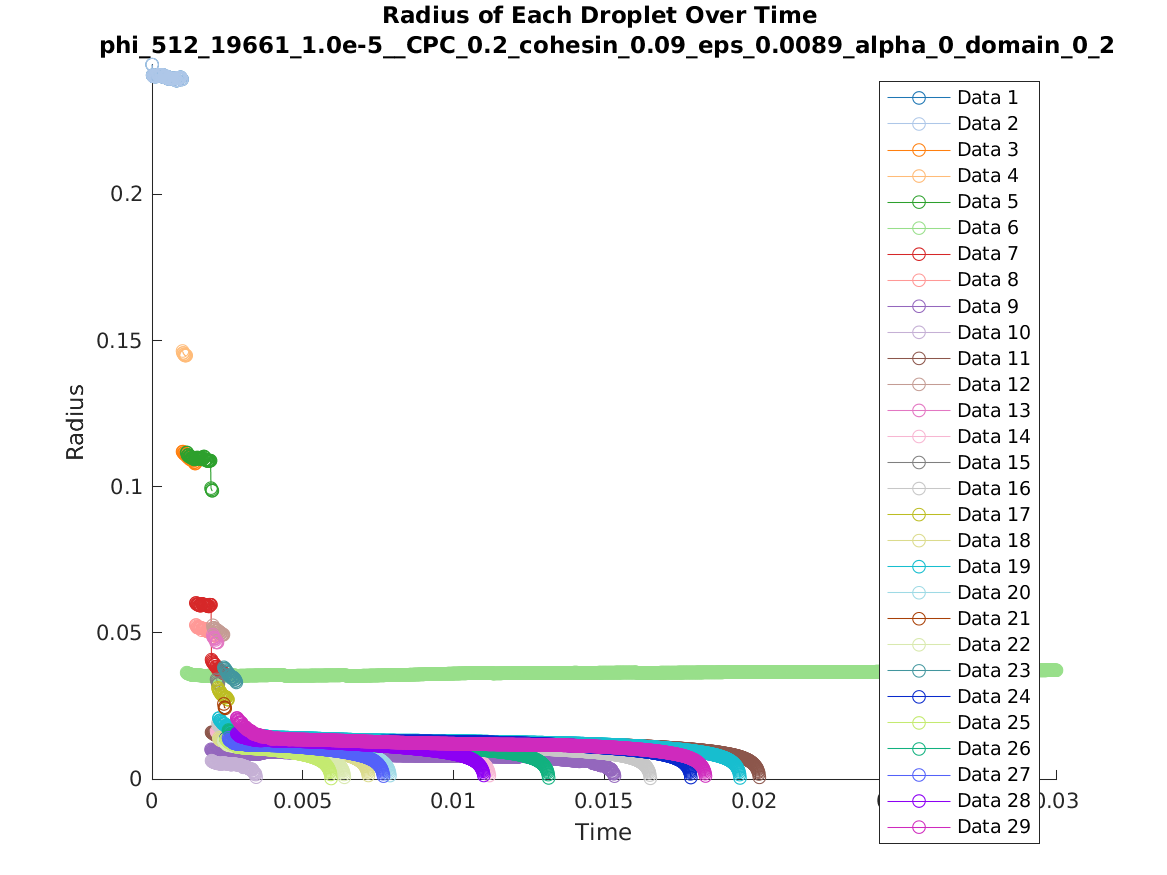 Radius of Each Droplet Over Time
phi_512_19661_1.0e-5__CPC_0.2_cohesin_0.09_eps_0.0089_alpha_0_domain_0_2
Radius
0.2
0.15
0.1
0.05
0
0
0.005
0.01
0.015
0.02
0.03
Time
Data 1
Data 2
Data 3
Data 4
Data 5
Data 6
Data 7
Data 8
Data 9
Data 10
Data 11
Data 12
Data 13
Data 14
Data 15
Data 16
Data 17
Data 18
Data 19
Data 20
Data 21
Data 22
Data 23
Data 24
Data 25
Data 26
Data 27
Data 28
Data 29